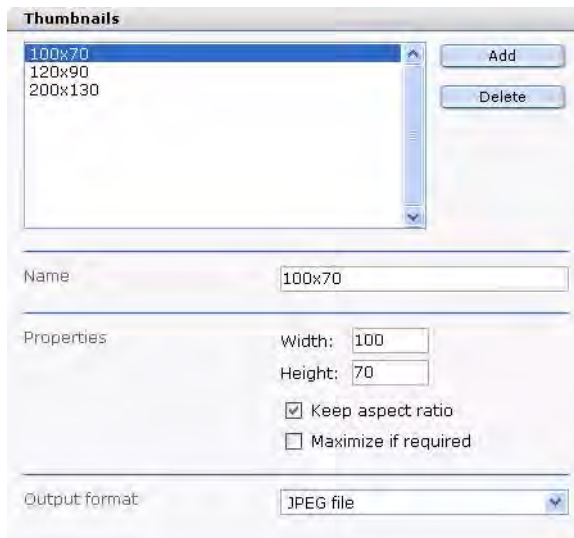 Thumbnails
100x70
120x90
200x130
Add
Delete
Name
100x70
Properties
Width: 100
Height: 70
Keep aspect ratio
Maximize if required
Output format
JPEG file